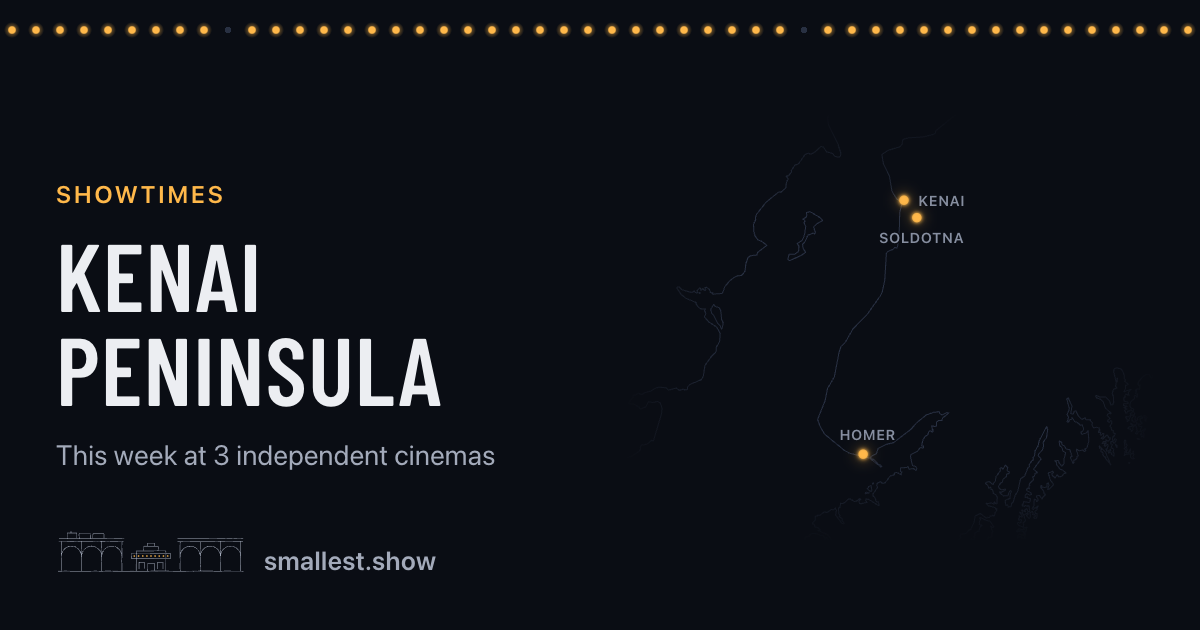 SHOWTIMES
KENAI
PENINSULA
This week at 3 independent cinemas
smallest.show
KENAI
SOLDOTNA
HOMER